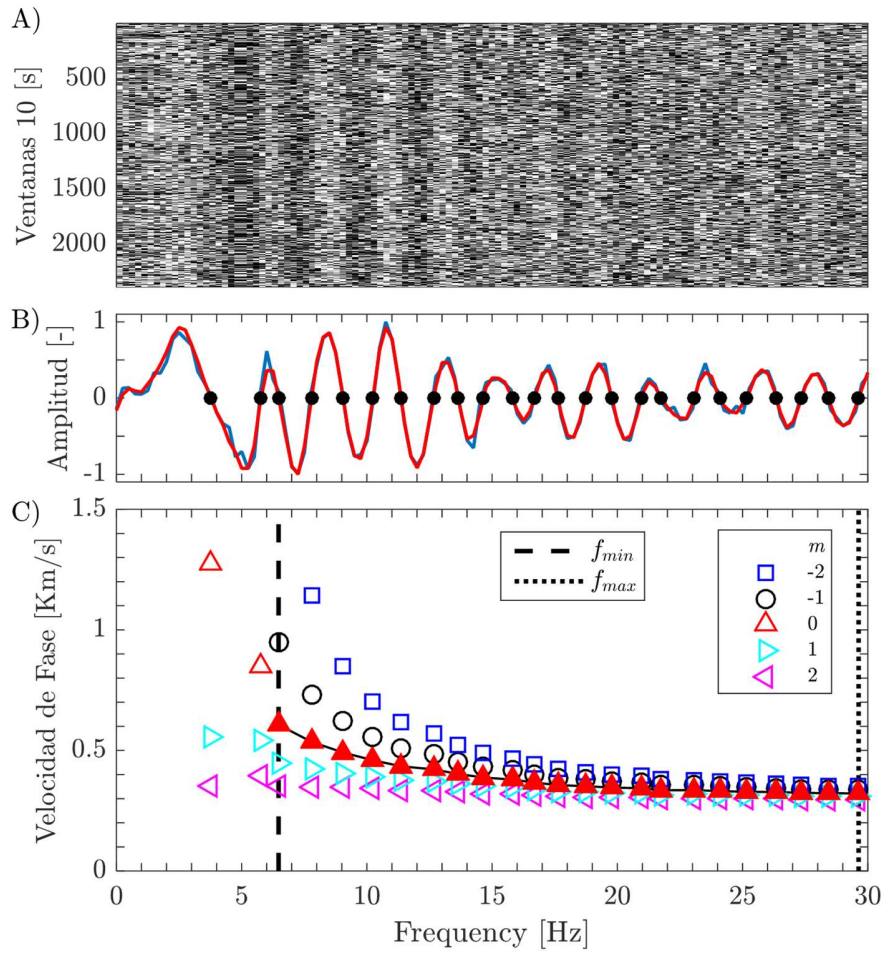 A)
Ventanas 10 [s]
500
1000
1500
2000
B)
Amplitud [-]
1
0
-1
C)
Velocidad de Fase [Km/s]
1.5
1
0.5
0
f_min
f_max
m
-2
-1
0
1
2
0 5 10 15 20 25 30
Frequency [Hz]